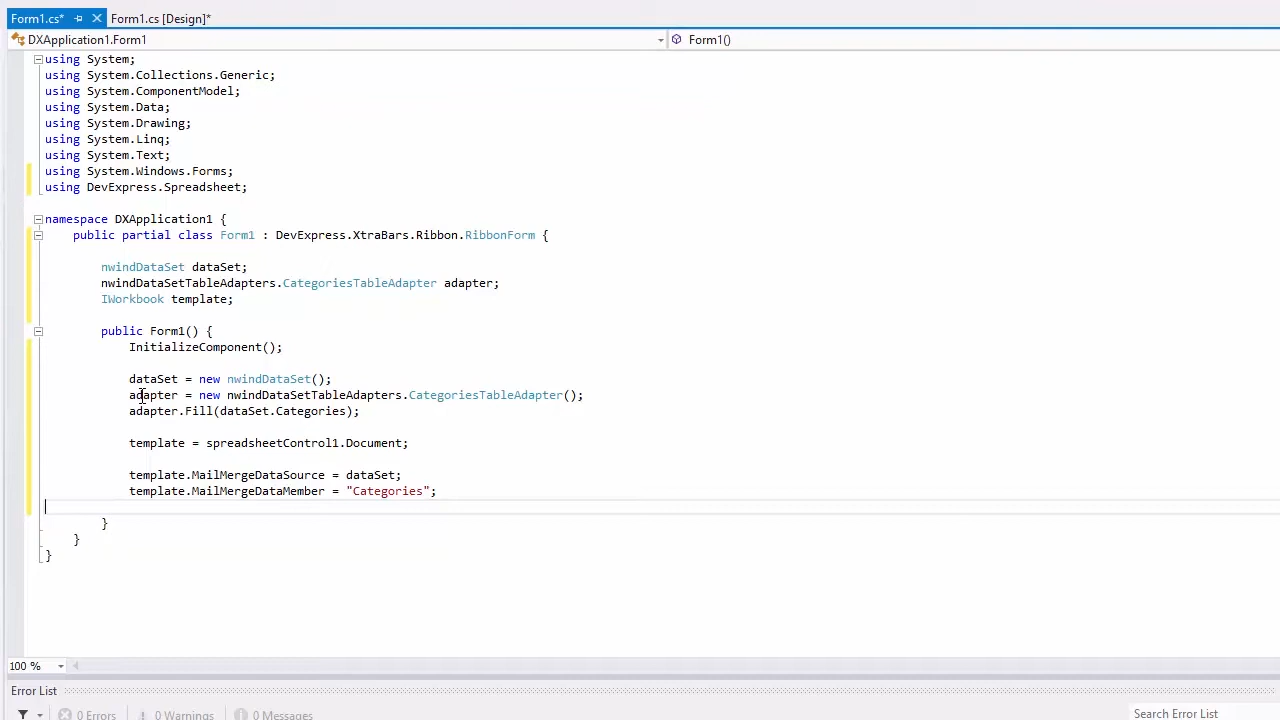 Form1.cs* Form1.cs [Design]*
DXApplication1.Form1 Form1()
using System;
using System.Collections.Generic;
using System.ComponentModel;
using System.Data;
using System.Drawing;
using System.Linq;
using System.Text;
using System.Windows.Forms;
using DevExpress.Spreadsheet;
namespace DXApplication1 {
public partial class Form1 : DevExpress.XtraBars.Ribbon.RibbonForm {
nwindDataSet dataSet;
nwindDataSetTableAdapters.CategoriesTableAdapter adapter;
IWorkbook template;
public Form1() {
InitializeComponent();
dataSet = new nwindDataSet();
adapter = new nwindDataSetTableAdapters.CategoriesTableAdapter();
adapter.Fill(dataSet.Categories);
template = spreadsheetControl1.Document;
template.MailMergeDataSource = dataSet;
template.MailMergeDataMember = "Categories";
}
}
}
100 %
Error List
0 Errors 0 Warnings 0 Messages Search Error List